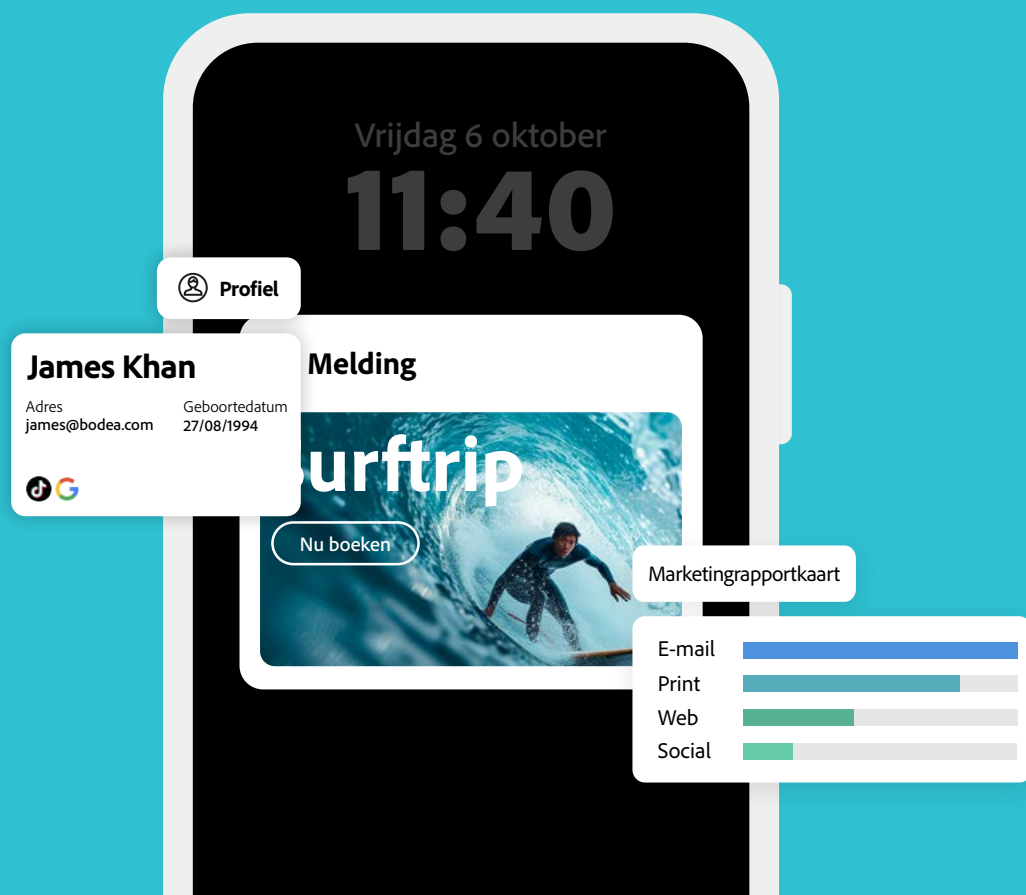 Vrijdag 6 oktober
11:40
Profiel
James Khan
Adres
james@bodea.com
Geboortedatum
27/08/1994
Melding
urftrip
Nu boeken
Marketingrapportkaart
E-mail
Print
Web
Social